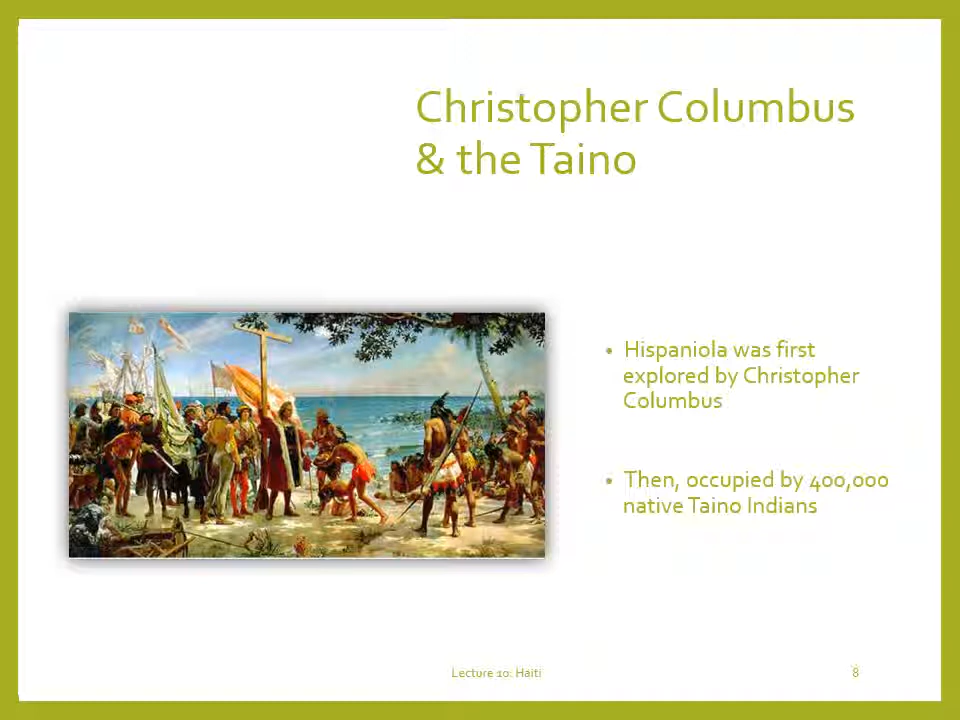 Christopher Columbus
& the Taino
• Hispaniola was first
explored by Christopher
Columbus
• Then, occupied by 400,000
native Taino Indians
Lecture 10: Haiti
8